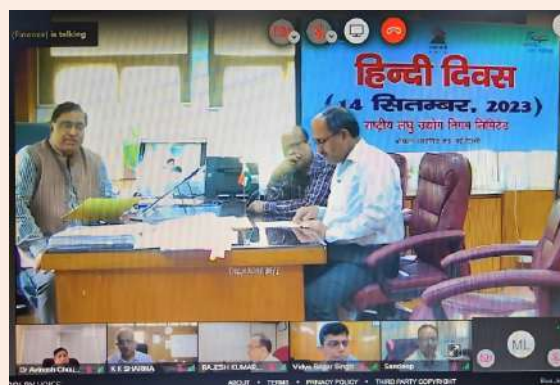 (Finance) is talking
हिन्दी दिवस
(14 सितम्बर, 2023)
राष्ट्रीय लघु उद्योग निगम लिमिटेड
Dr Avinash Chou...
K K SHARMA
RAJESH KUMAR...
Vidya Sagar Singh
Sandeep
ML
ABOUT • TERMS • PRIVACY POLICY • THIRD PARTY COPYRIGHT